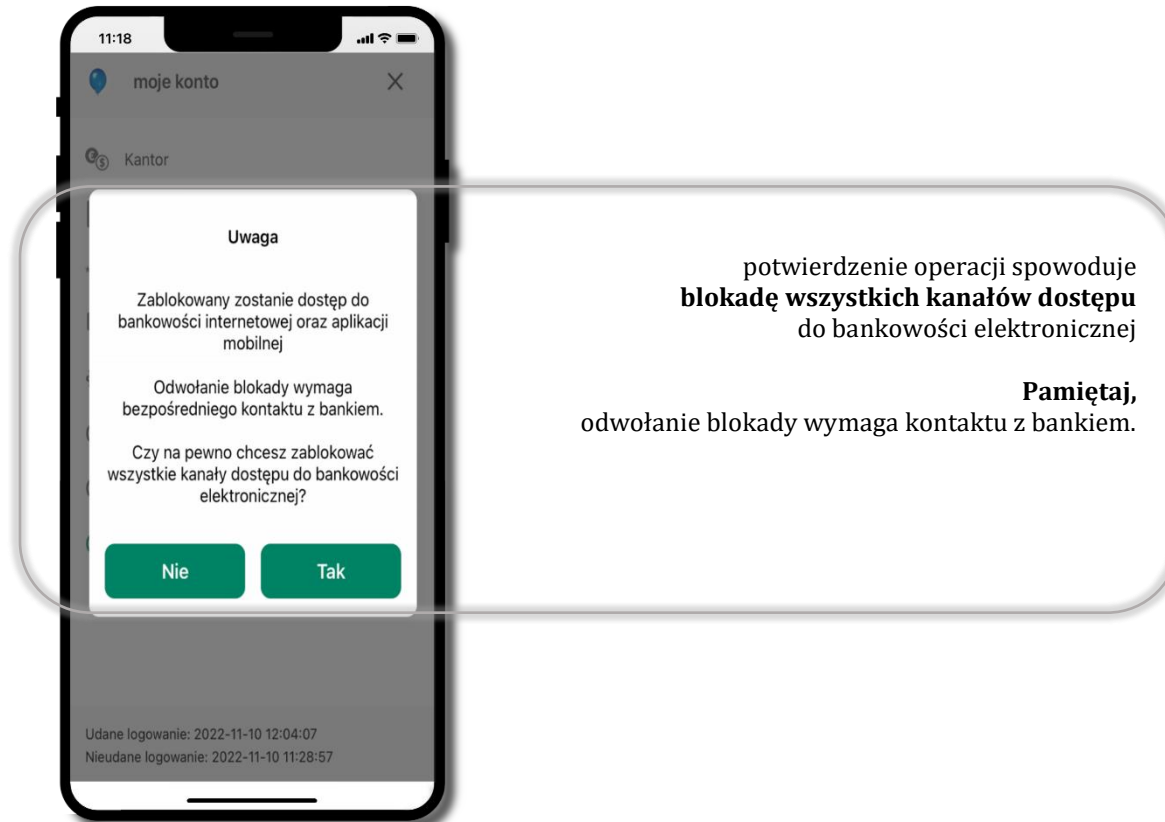 11:18
moje konto
Kantor
Uwaga
Zablokowany zostanie dostęp do
bankowości internetowej oraz aplikacji
mobilnej
Odwołanie blokady wymaga
bezpośredniego kontaktu z bankiem.
Czy na pewno chcesz zablokować
wszystkie kanały dostępu do bankowości
elektronicznej?
Nie Tak
Udane logowanie: 2022-11-10 12:04:07
Nieudane logowanie: 2022-11-10 11:28:57
potwierdzenie operacji spowoduje
blokadę wszystkich kanałów dostępu
do bankowości elektronicznej
Pamiętaj,
odwołanie blokady wymaga kontaktu z bankiem.